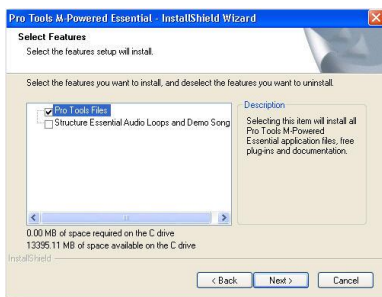 Pro Tools M-Powered Essential - InstallShield Wizard
Select Features
Select the features setup will install.
Select the features you want to install, and deselect the features you want to uninstall.
Pro Tools Files
Structure Essential Audio Loops and Demo Song
Description
Selecting this item will install all
Pro Tools M-Powered
Essential application files, free
plug-ins and documentation.
0.00 MB of space required on the C drive
13395.11 MB of space available on the C drive
InstallShield
< Back
Next >
Cancel